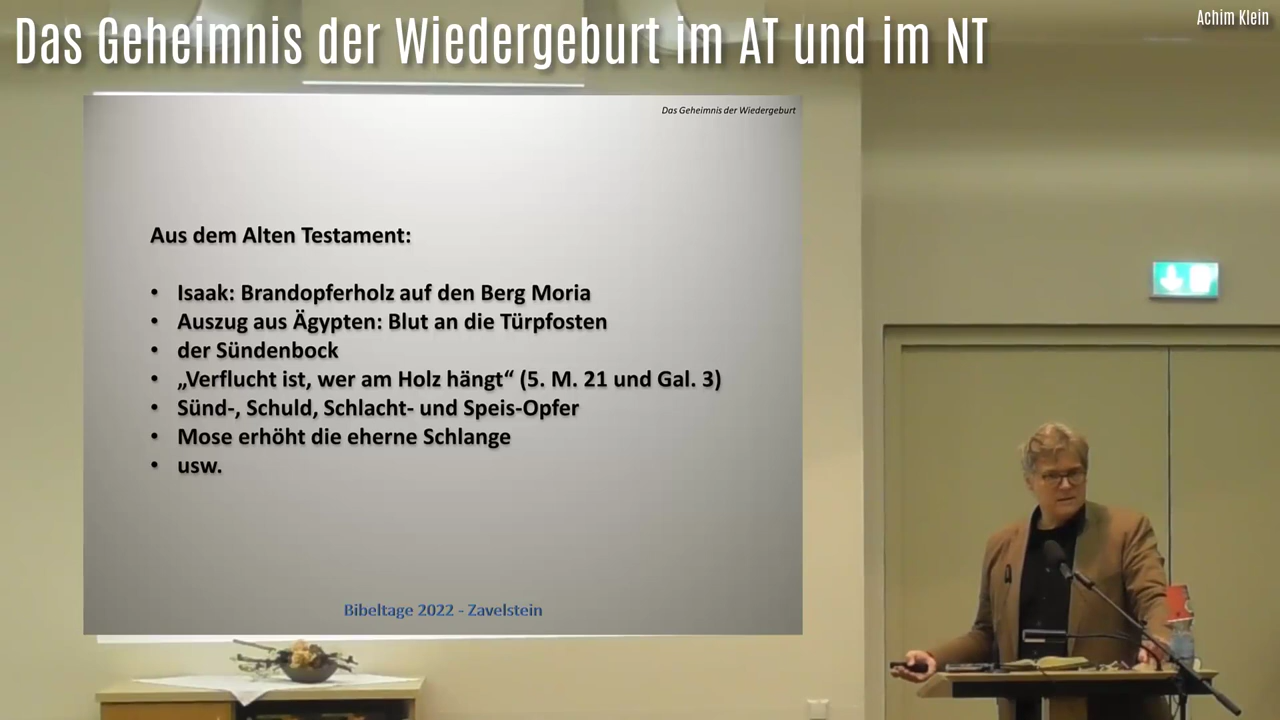 Das Geheimnis der Wiedergeburt im AT und im NT
Achim Klein
Das Geheimnis der Wiedergeburt
Aus dem Alten Testament:
• Isaak: Brandopferholz auf den Berg Moria
• Auszug aus Ägypten: Blut an die Türpfosten
• der Sündenbock
• „Verflucht ist, wer am Holz hängt“ (5. M. 21 und Gal. 3)
• Sünd-, Schuld, Schlacht- und Speis-Opfer
• Mose erhöht die eherne Schlange
• usw.
Bibeltage 2022 - Zavelstein